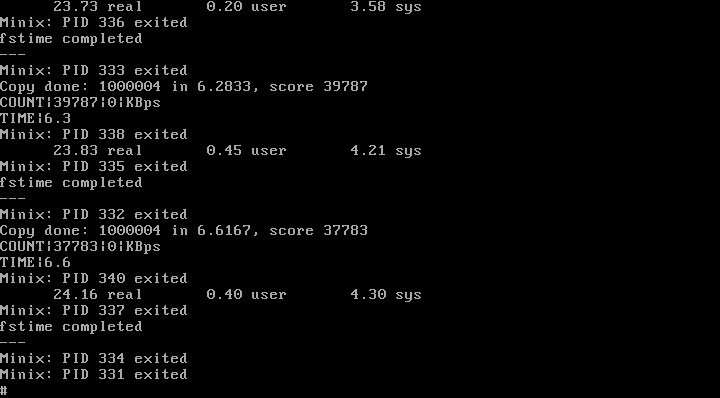 23.73 real 0.20 user 3.58 sys
Minix: PID 336 exited
fstime completed
---
Minix: PID 333 exited
Copy done: 1000004 in 6.2833, score 39787
COUNT|39787|0|KBps
TIME|6.3
Minix: PID 338 exited
23.83 real 0.45 user 4.21 sys
Minix: PID 335 exited
fstime completed
---
Minix: PID 332 exited
Copy done: 1000004 in 6.6167, score 37783
COUNT|37783|0|KBps
TIME|6.6
Minix: PID 340 exited
24.16 real 0.40 user 4.30 sys
Minix: PID 337 exited
fstime completed
---
Minix: PID 334 exited
Minix: PID 331 exited
#